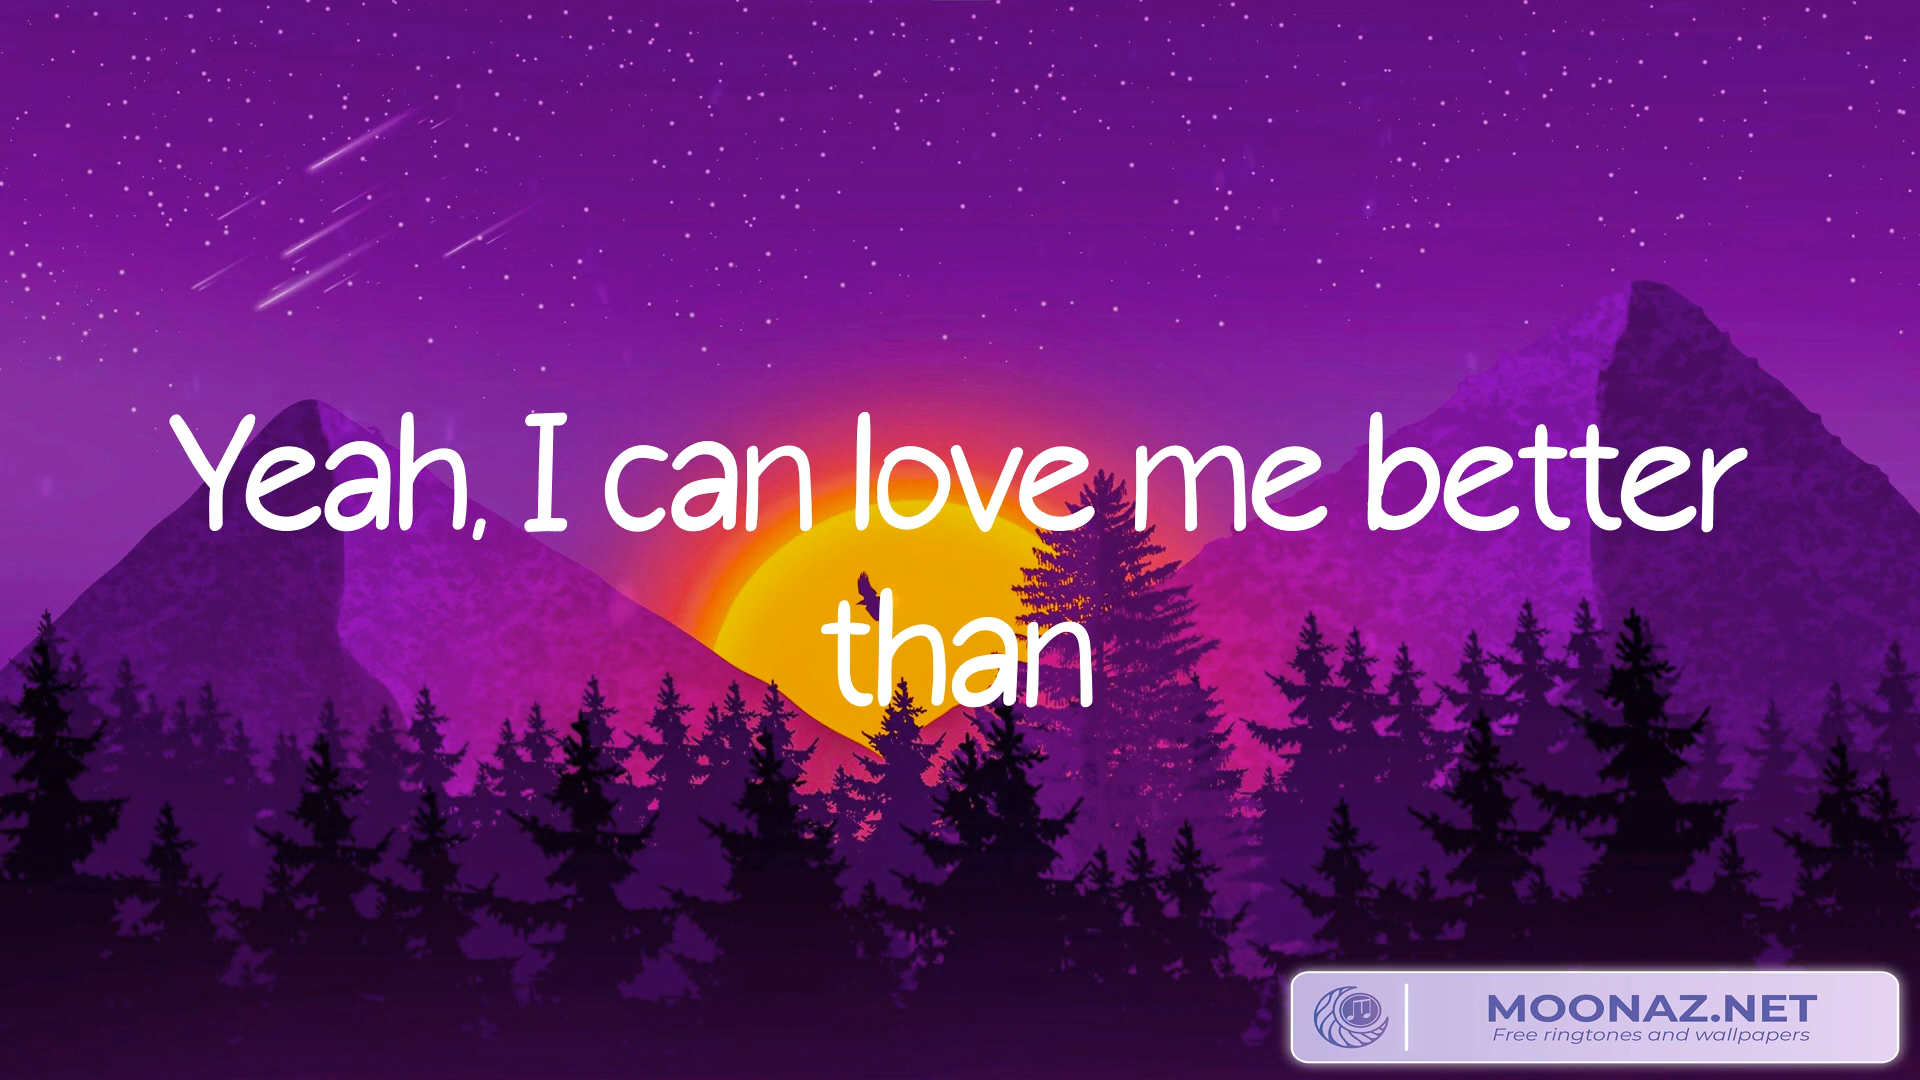 Yeah, I can love me better
than
MOONAZ.NET
Free ringtones and wallpapers